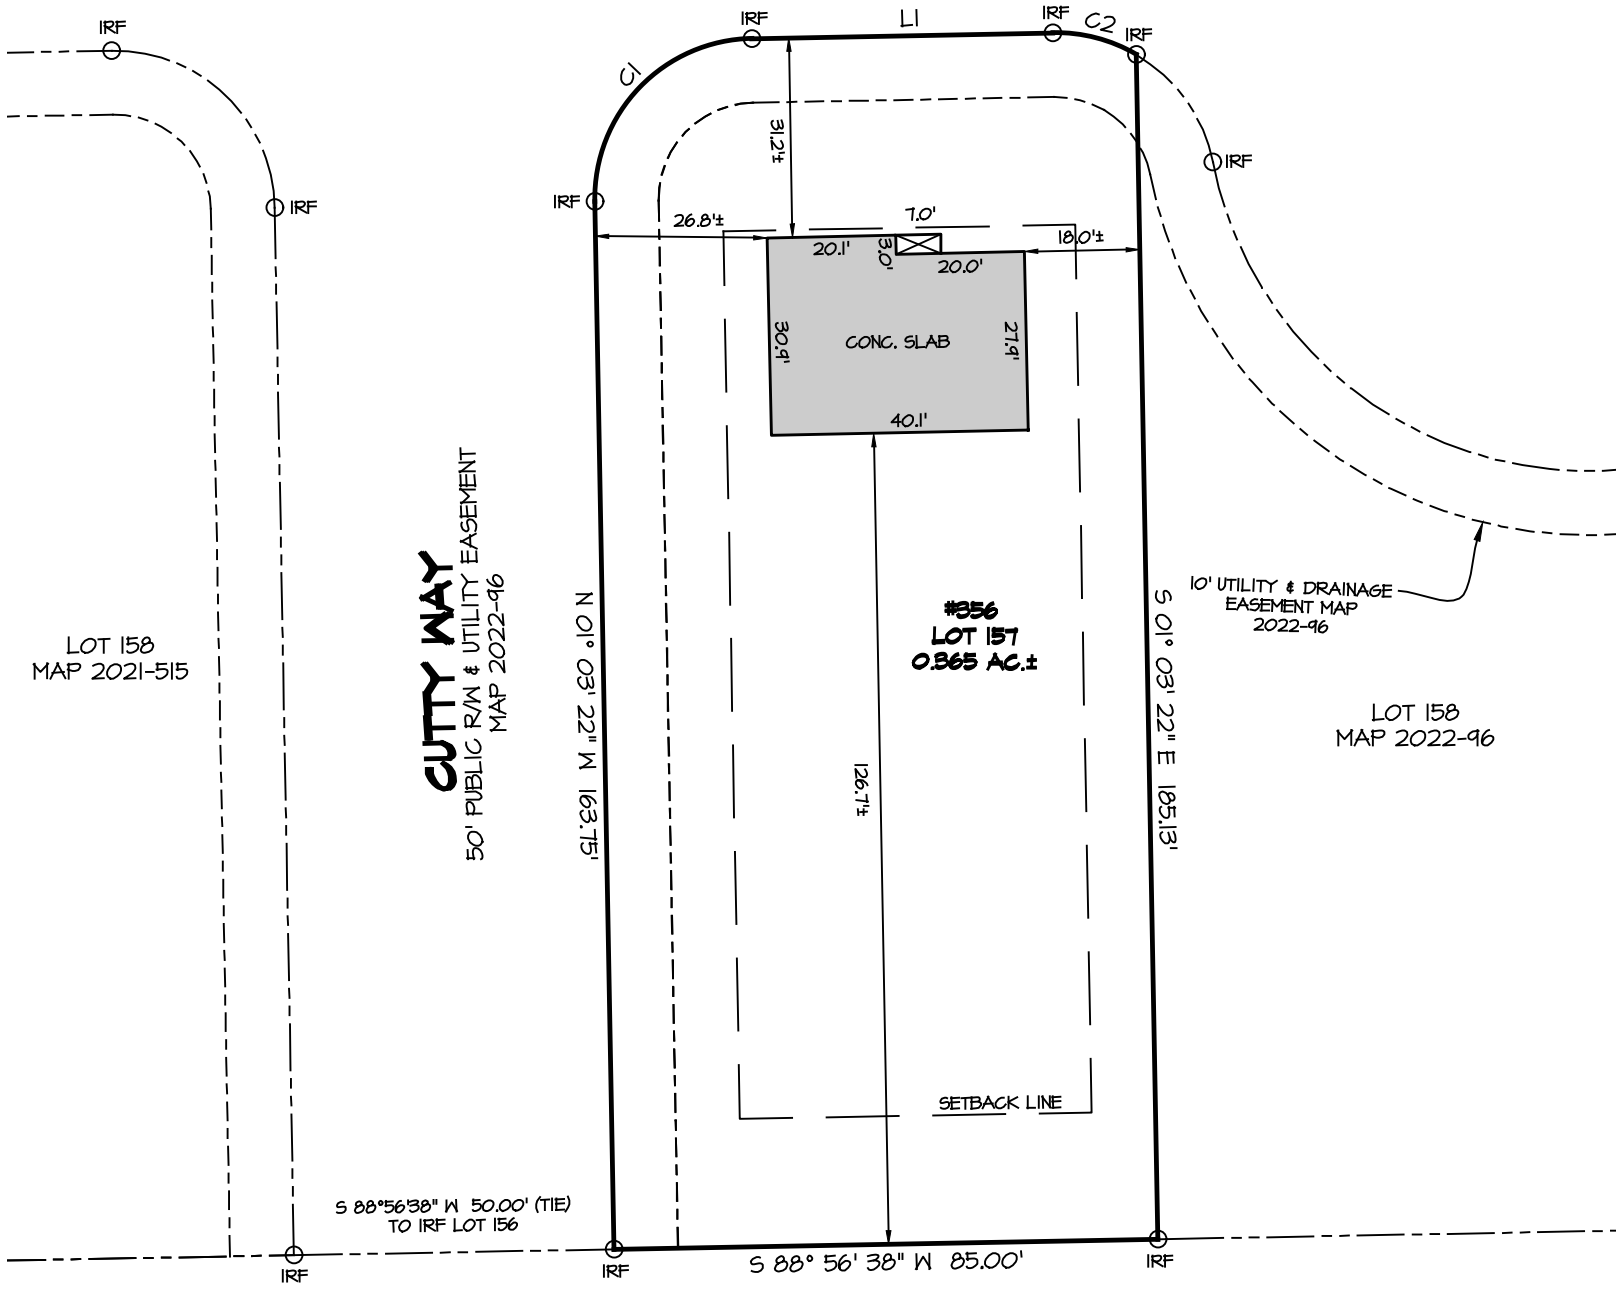 IRF
IRF
L1
IRF
C2
IRF
C1
31.2'±
IRF
IRF
IRF
26.8'±
7.0'
18.0'±
20.1'
3.0'
20.0'
30.9'
CONC. SLAB
27.9'
40.1'
CUTTY WAY
50' PUBLIC R/W & UTILITY EASEMENT
MAP 2022-96
N 01° 03' 22" W 163.75'
#356
LOT 157
0.365 AC.±
S 01° 03' 22" E 185.13'
10' UTILITY & DRAINAGE
EASEMENT MAP
2022-96
LOT 158
MAP 2021-515
LOT 158
MAP 2022-96
126.7'±
SETBACK LINE
S 88°56'38" W 50.00' (TIE)
TO IRF LOT 156
S 88° 56' 38" W 85.00'
IRF
IRF
IRF